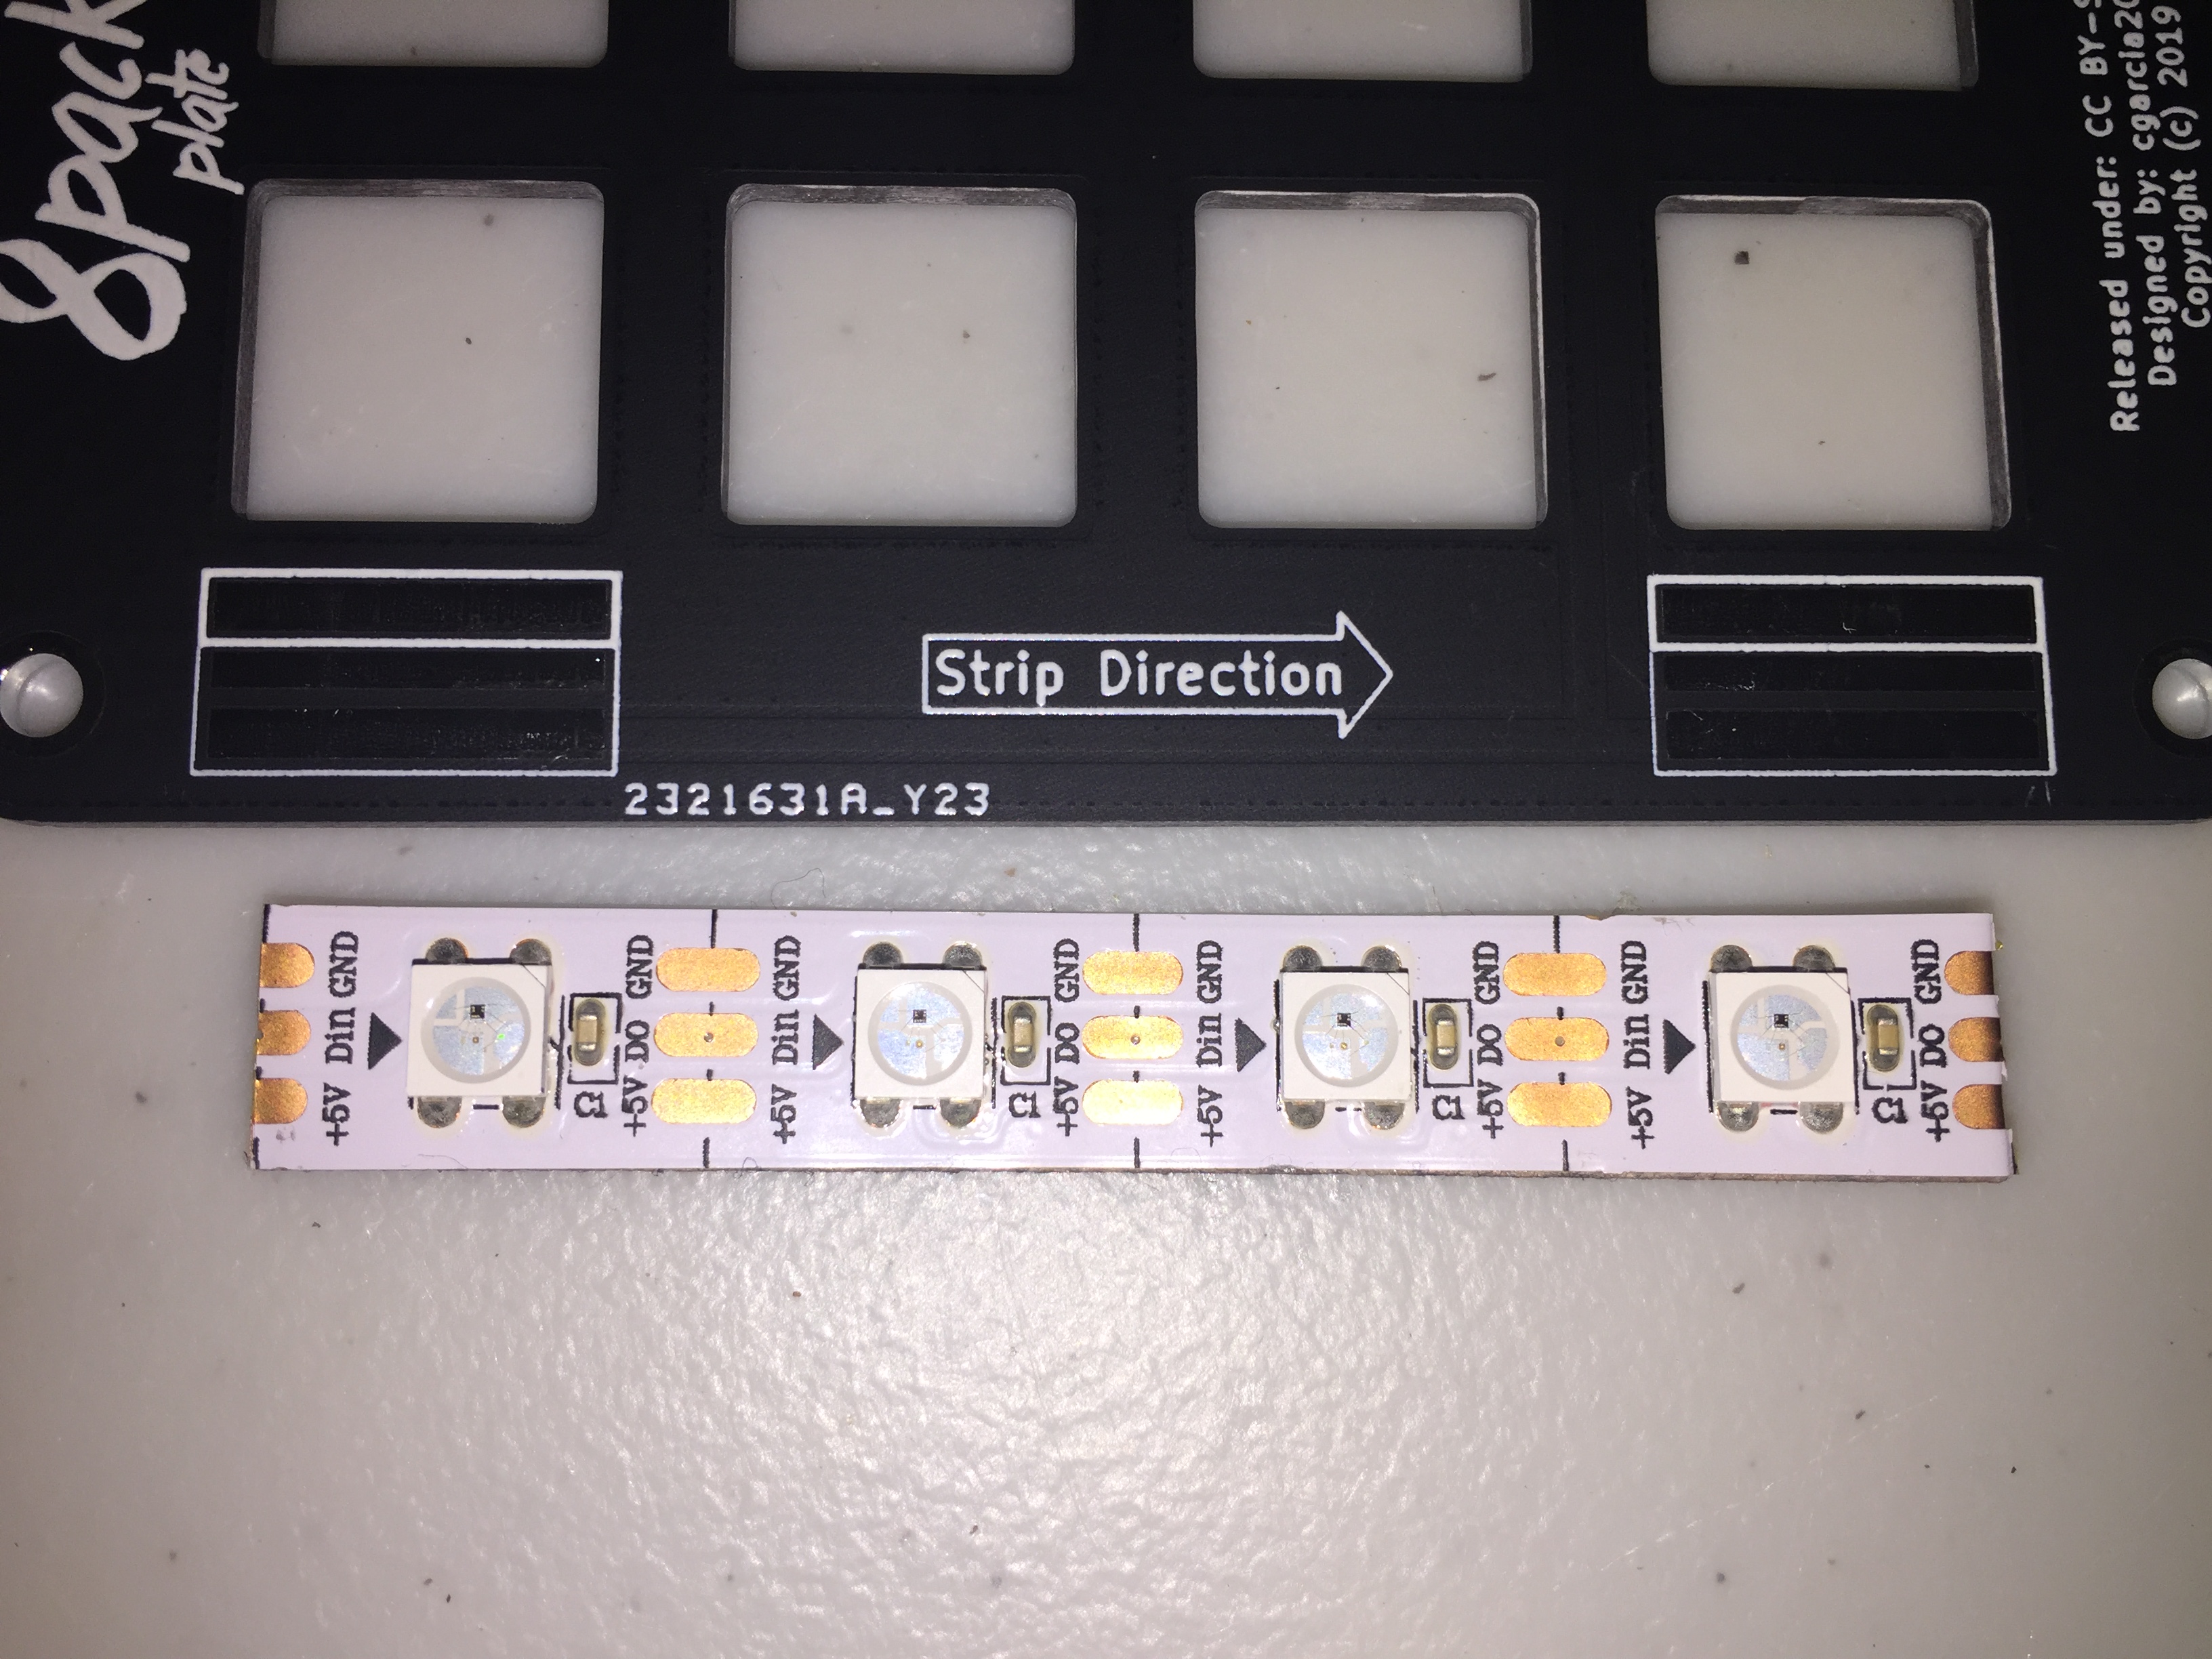 8pack
plate
Released under: CC BY-S
Designed by: cgarcia20
Copyright (c) 2019
Strip Direction
2321631A_Y23
GND
Din
+5V
C1
GND
DO
+5V
GND
Din
+5V
C1
GND
DO
+5V
GND
Din
+5V
C1
GND
DO
+5V
GND
Din
+5V
C1
GND
DO
+5V